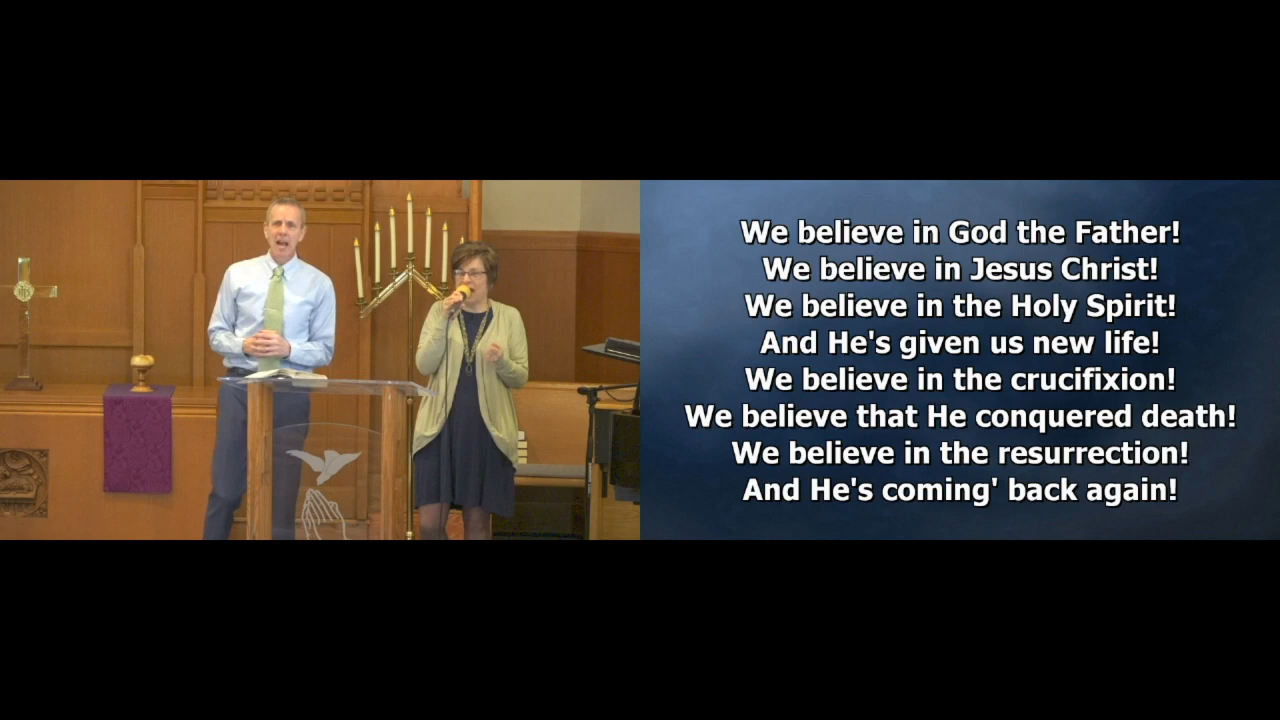 We believe in God the Father!
We believe in Jesus Christ!
We believe in the Holy Spirit!
And He's given us new life!
We believe in the crucifixion!
We believe that He conquered death!
We believe in the resurrection!
And He's coming' back again!